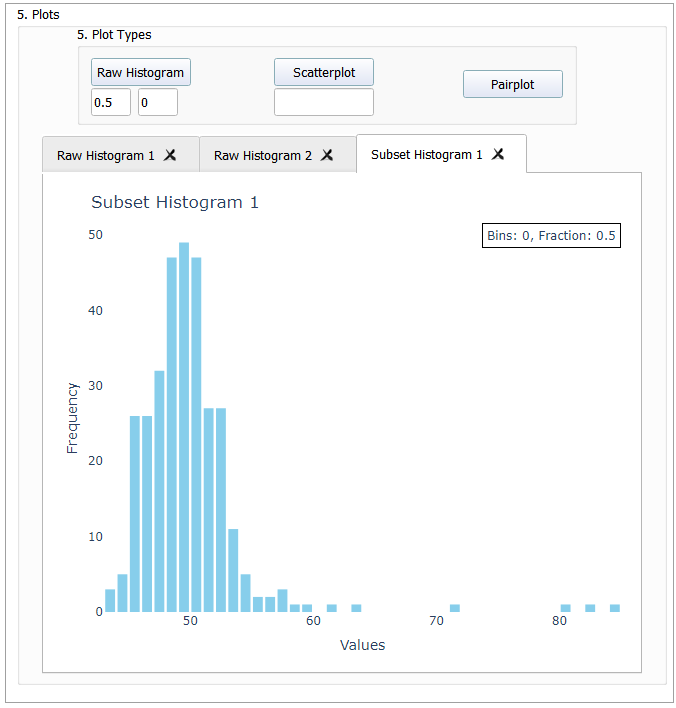 5. Plots
5. Plot Types
Raw Histogram
Scatterplot
Pairplot
0.5
0
Raw Histogram 1
Raw Histogram 2
Subset Histogram 1
Subset Histogram 1
Bins: 0, Fraction: 0.5
50
40
30
20
10
0
Frequency
50
60
70
80
Values